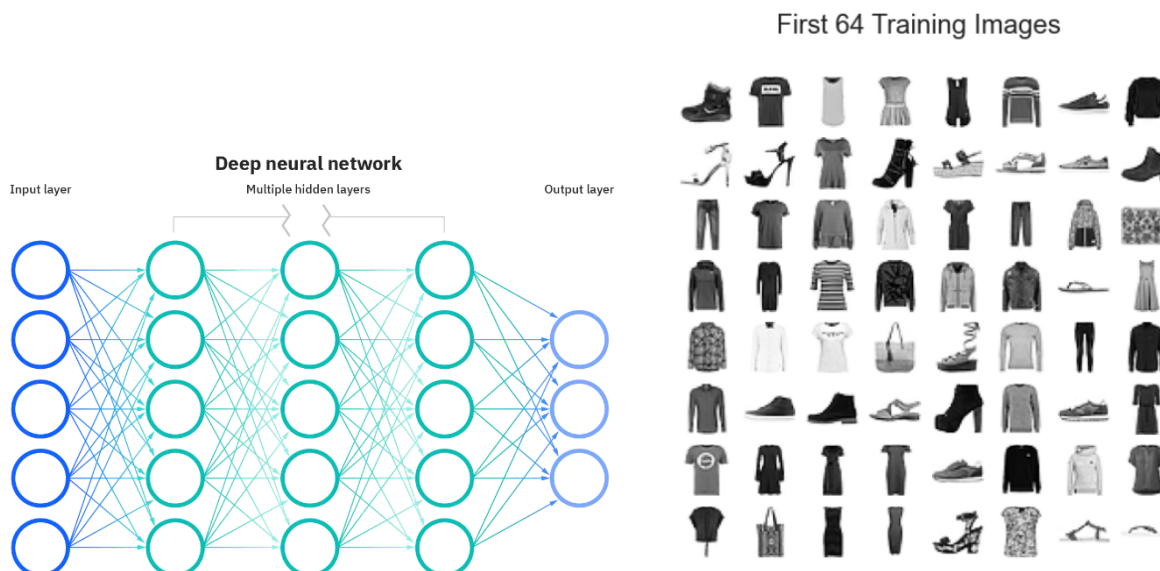 First 64 Training Images
Deep neural network
Input layer
Multiple hidden layers
Output layer